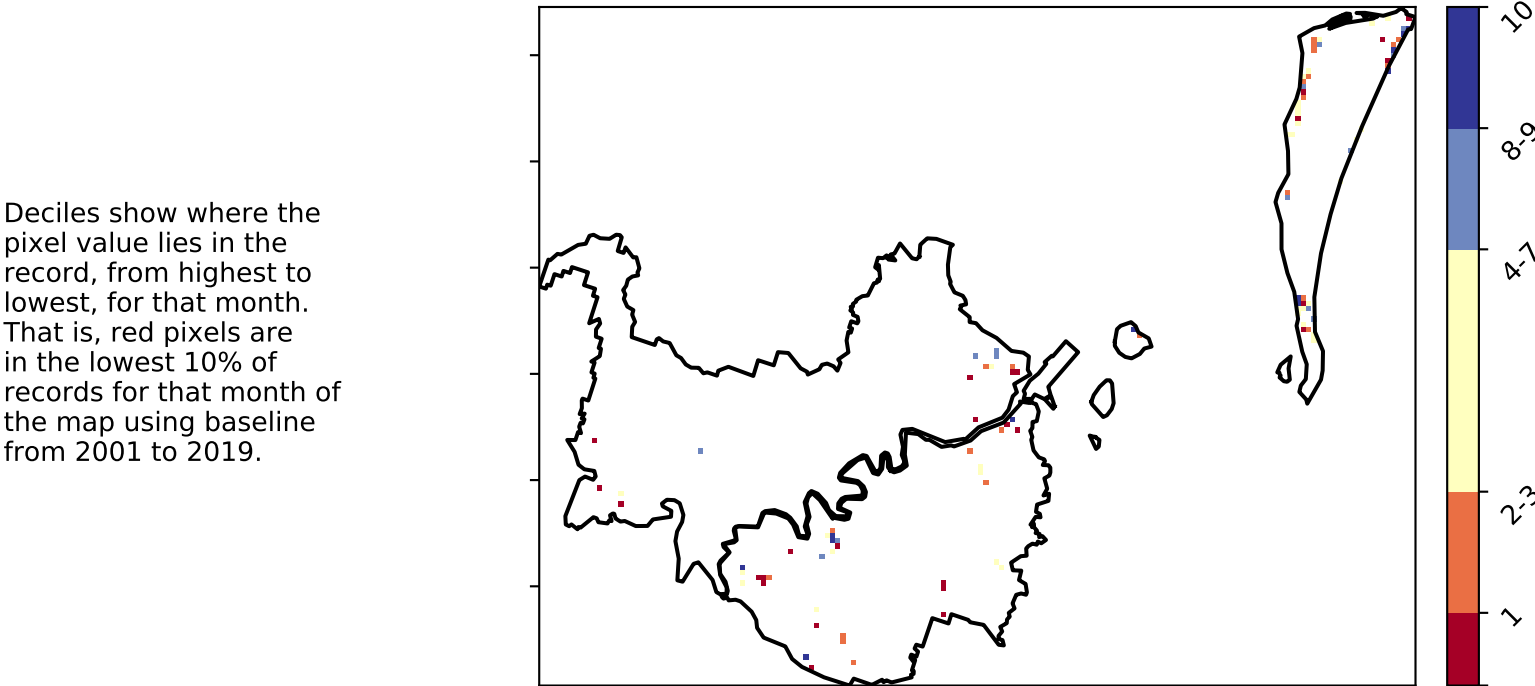 Deciles show where the
pixel value lies in the
record, from highest to
lowest, for that month.
That is, red pixels are
in the lowest 10% of
records for that month of
the map using baseline
from 2001 to 2019.
10
8-9
4-7
2-3
1